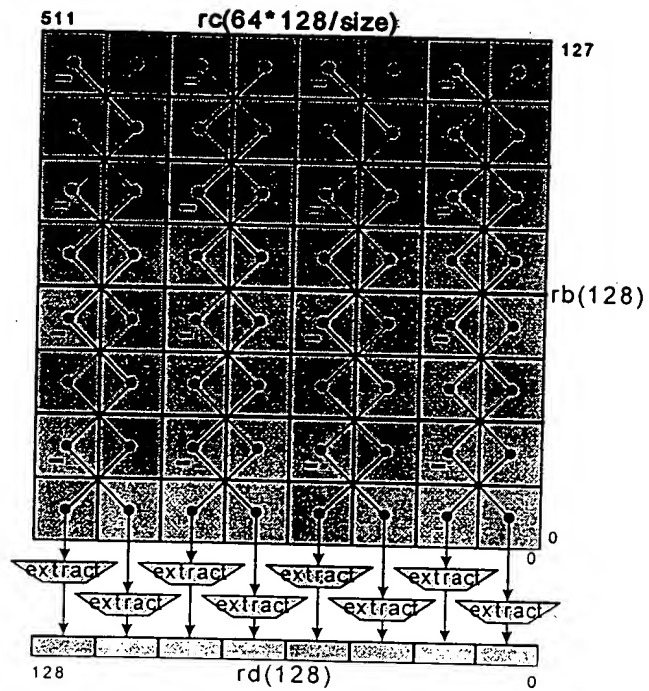 511 rc(64*128/size)
127
rb(128)
0
0
extract extract extract extract
extract extract extract extract
128 rd(128) 0